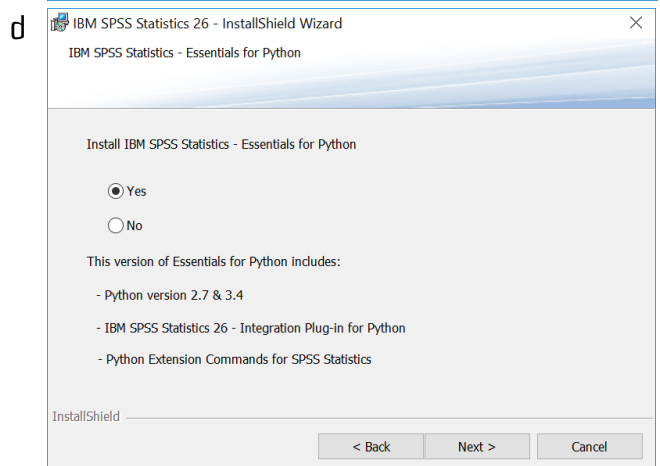 d
IBM SPSS Statistics 26 - InstallShield Wizard
IBM SPSS Statistics - Essentials for Python
Install IBM SPSS Statistics - Essentials for Python
Yes
No
This version of Essentials for Python includes:
- Python version 2.7 & 3.4
- IBM SPSS Statistics 26 - Integration Plug-in for Python
- Python Extension Commands for SPSS Statistics
InstallShield
< Back Next > Cancel